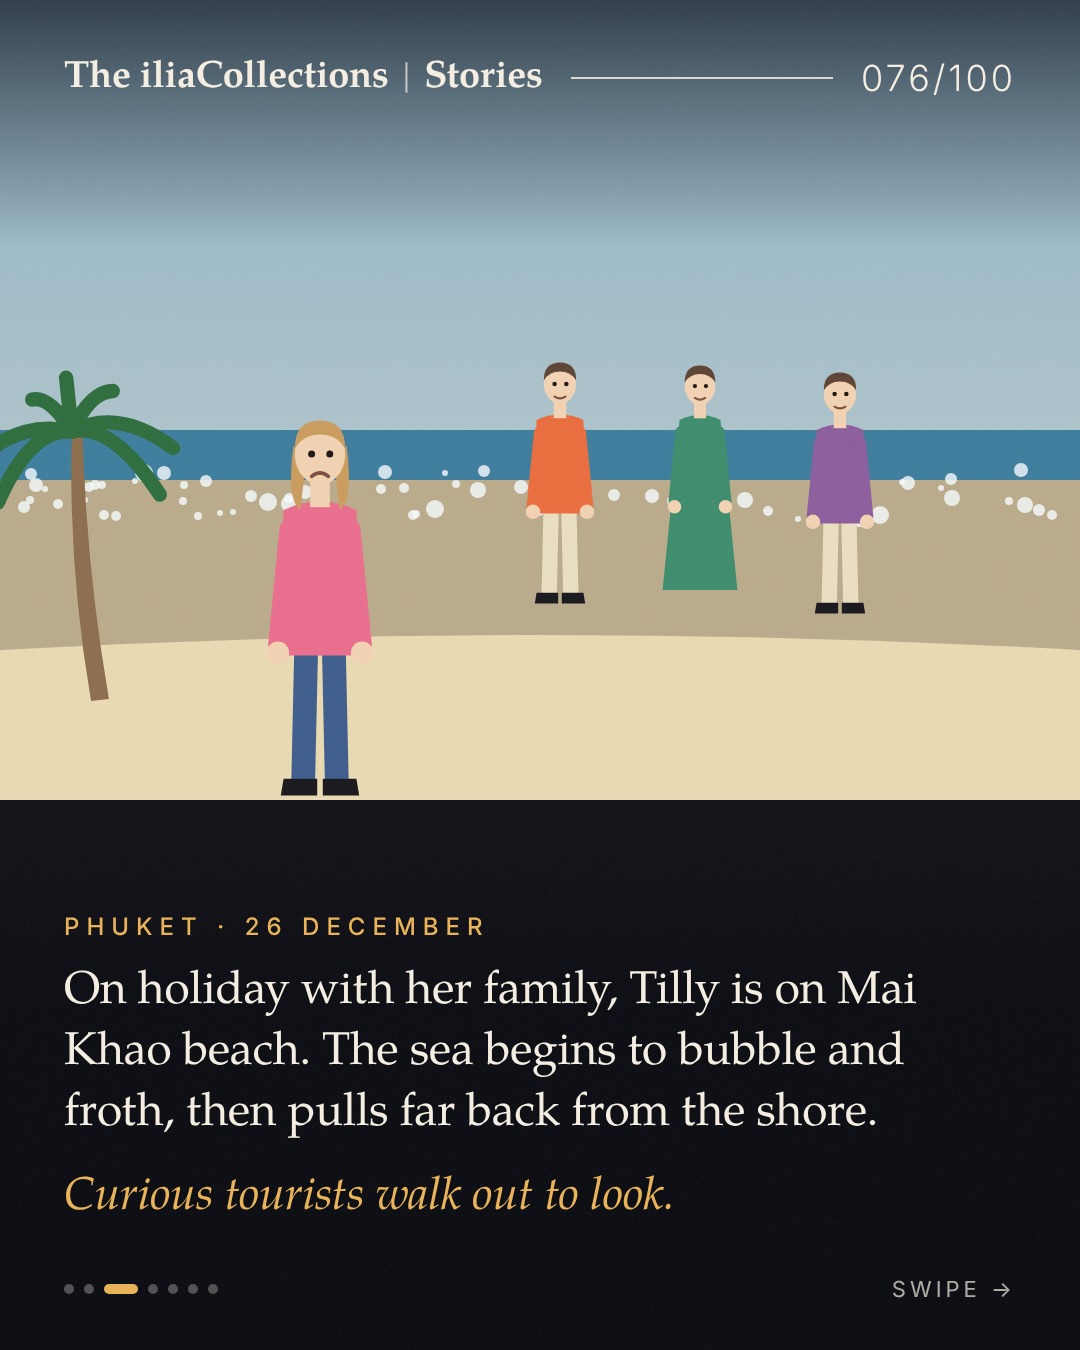 The iliaCollections | Stories 076/100
PHUKET · 26 DECEMBER
On holiday with her family, Tilly is on Mai
Khao beach. The sea begins to bubble and
froth, then pulls far back from the shore.
Curious tourists walk out to look.
SWIPE →